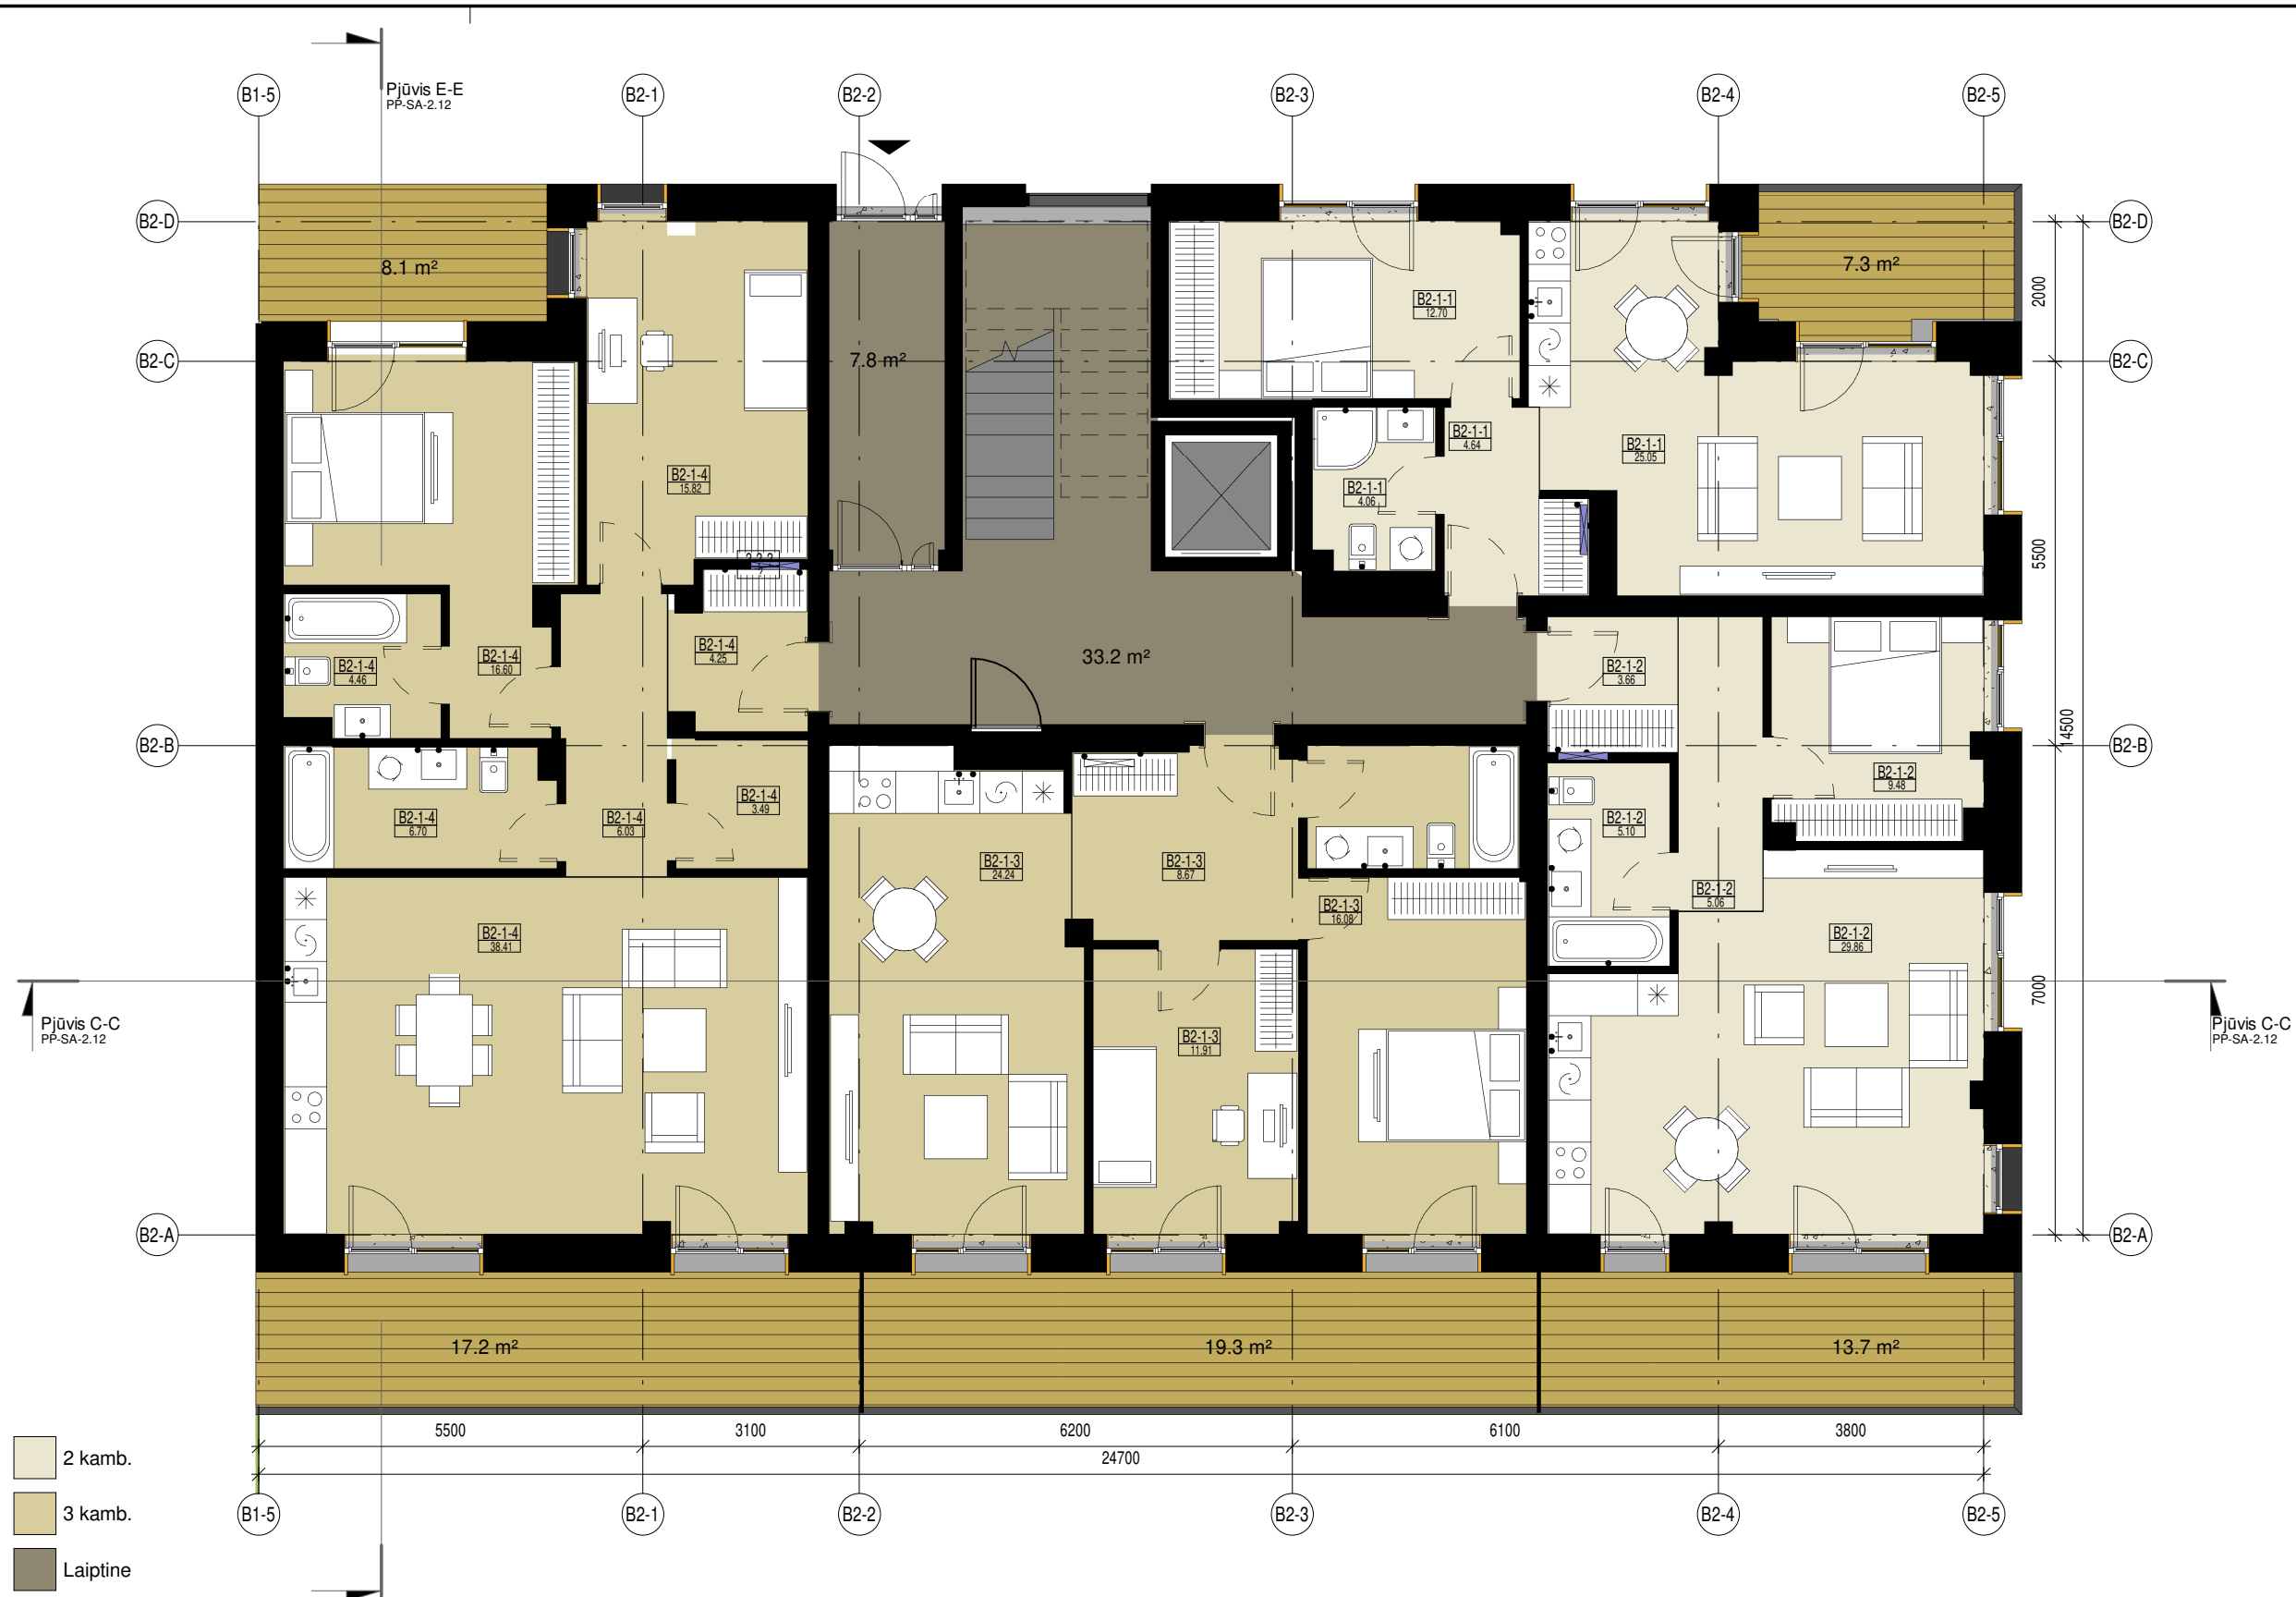 Pjūvis E-E
PP-SA-2.12
B1-5
B2-1
B2-2
B2-3
B2-4
B2-5
B2-D
B2-D
8.1 m²
7.3 m²
2000
B2-1-1
12.70
B2-C
7.8 m²
B2-C
B2-1-1
4.64
B2-1-1
25.05
B2-1-4
15.82
B2-1-1
4.06
5500
B2-1-4
4.25
B2-1-4
16.60
B2-1-4
4.46
33.2 m²
B2-1-2
3.66
14500
B2-B
B2-B
B2-1-2
9.48
B2-1-4
3.49
B2-1-4
6.70
B2-1-4
6.03
B2-1-2
5.10
B2-1-3
24.24
B2-1-3
8.67
B2-1-2
5.06
B2-1-3
16.08
B2-1-4
38.41
B2-1-2
29.86
7000
Pjūvis C-C
PP-SA-2.12
B2-1-3
11.91
Pjūvis C-C
PP-SA-2.12
B2-A
B2-A
17.2 m²
19.3 m²
13.7 m²
5500
3100
6200
6100
3800
24700
2 kamb.
3 kamb.
Laiptine
B1-5
B2-1
B2-2
B2-3
B2-4
B2-5